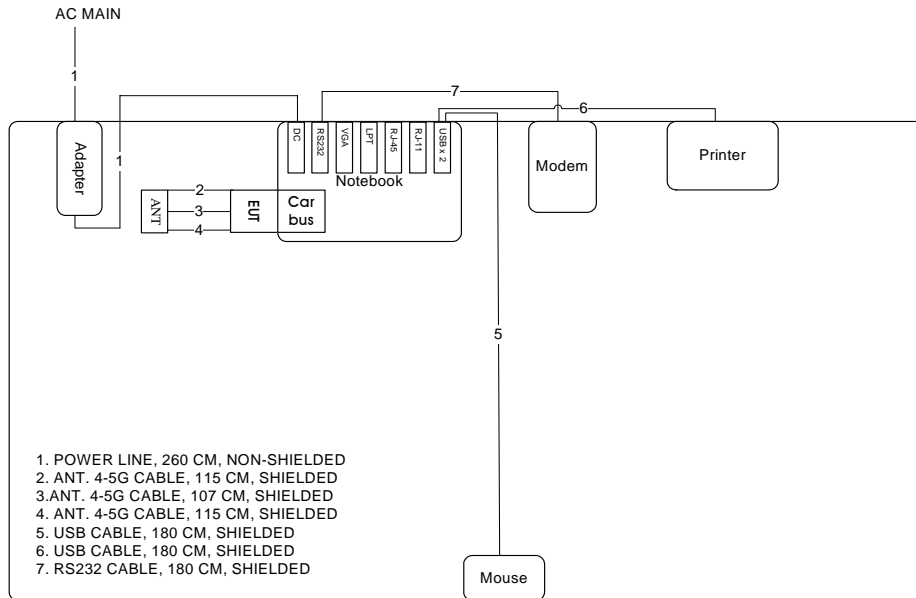 AC MAIN
1
7
6
Adapter
1
DC
RS232
VGA
LPT
RJ-45
RJ-11
USB x 2
Notebook
Modem
Printer
ANT
2
3
4
EUT
Car
bus
5
1. POWER LINE, 260 CM, NON-SHIELDED
2. ANT. 4-5G CABLE, 115 CM, SHIELDED
3.ANT. 4-5G CABLE, 107 CM, SHIELDED
4. ANT. 4-5G CABLE, 115 CM, SHIELDED
5. USB CABLE, 180 CM, SHIELDED
6. USB CABLE, 180 CM, SHIELDED
7. RS232 CABLE, 180 CM, SHIELDED
Mouse